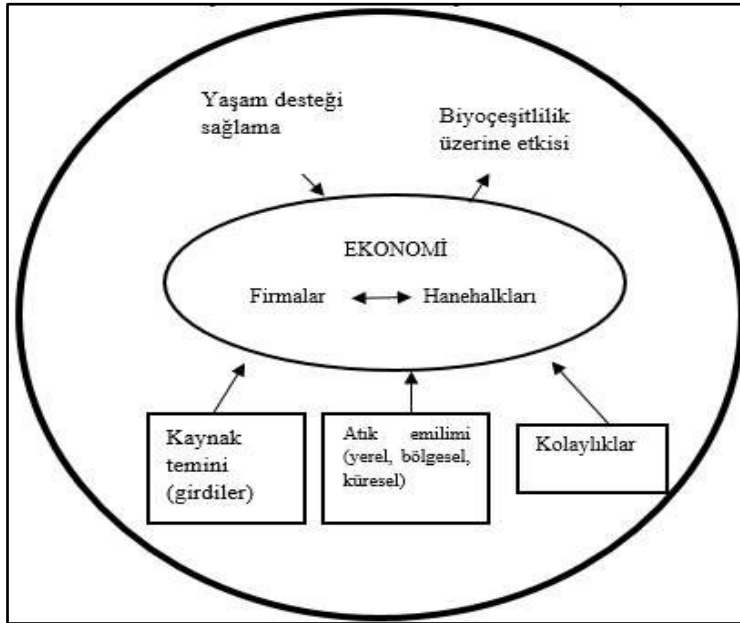 Yaşam desteği
sağlama
Biyoçeşitlilik
üzerine etkisi
EKONOMİ
Firmalar
Hanehalkları
Kaynak
temini
(girdiler)
Atık emilimi
(yerel, bölgesel,
küresel)
Kolaylıklar